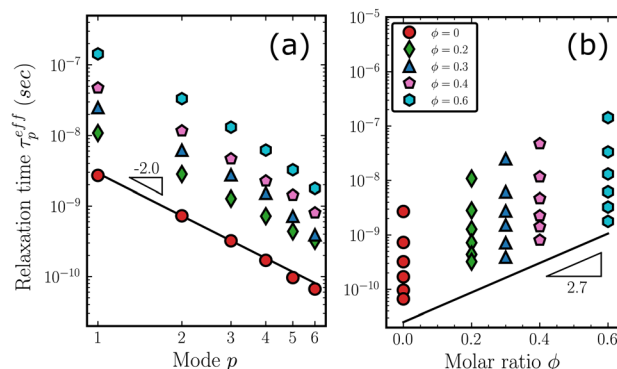 (a)
Relaxation time τ_p^{eff} (sec)
10^{-7}
10^{-8}
10^{-9}
10^{-10}
-2.0
1 2 3 4 5 6
Mode p
(b)
10^{-5}
10^{-6}
10^{-7}
10^{-8}
10^{-9}
10^{-10}
ϕ = 0
ϕ = 0.2
ϕ = 0.3
ϕ = 0.4
ϕ = 0.6
2.7
0.0 0.2 0.4 0.6
Molar ratio ϕ